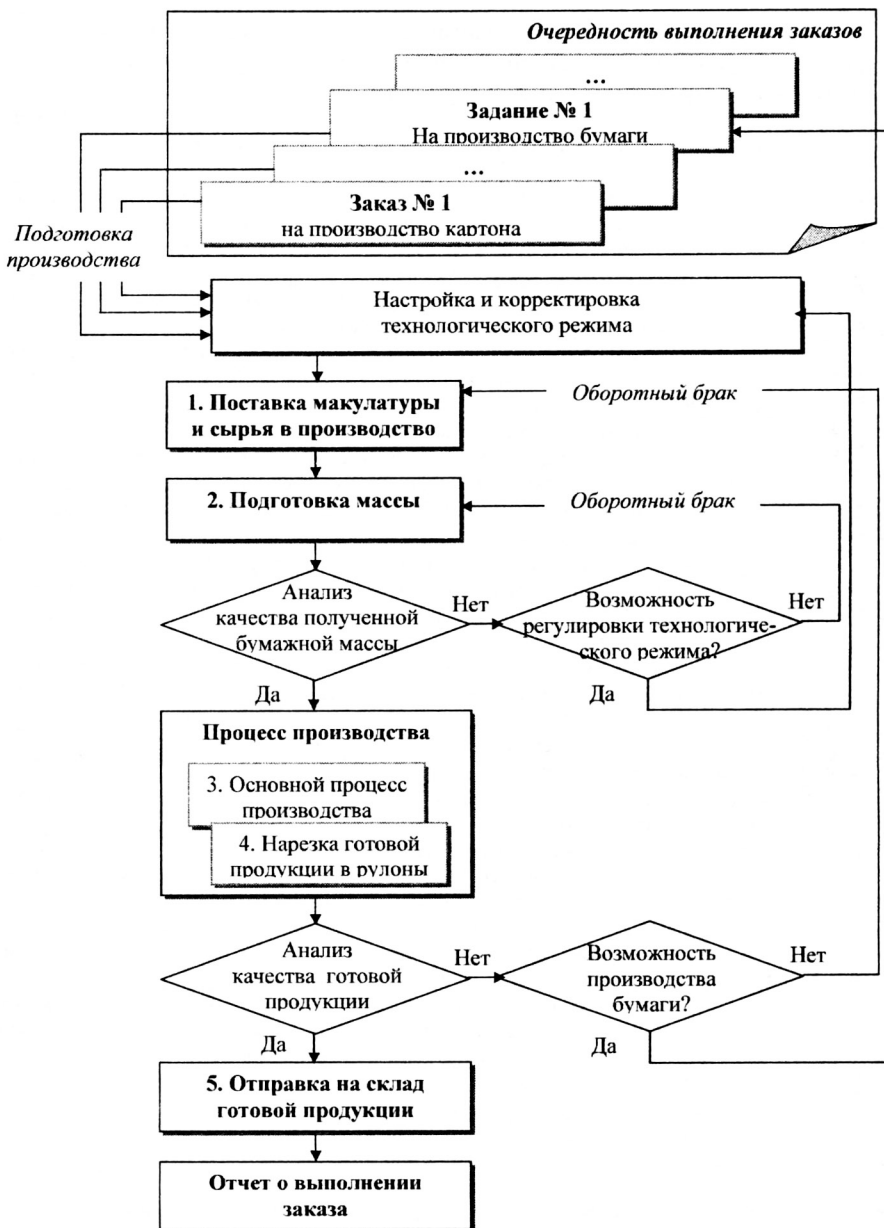 Очередность выполнения заказов
...
Задание № 1
На производство бумаги
...
Заказ № 1
на производство картона
Подготовка
производства
Настройка и корректировка
технологического режима
1. Поставка макулатуры
и сырья в производство
Оборотный брак
2. Подготовка массы
Оборотный брак
Анализ
качества полученной
бумажной массы
Нет
Возможность
регулировки технологиче-
ского режима?
Нет
Да
Да
Процесс производства
3. Основной процесс
производства
4. Нарезка готовой
продукции в рулоны
Анализ
качества готовой
продукции
Нет
Возможность
производства
бумаги?
Нет
Да
Да
5. Отправка на склад
готовой продукции
Отчет о выполнении
заказа